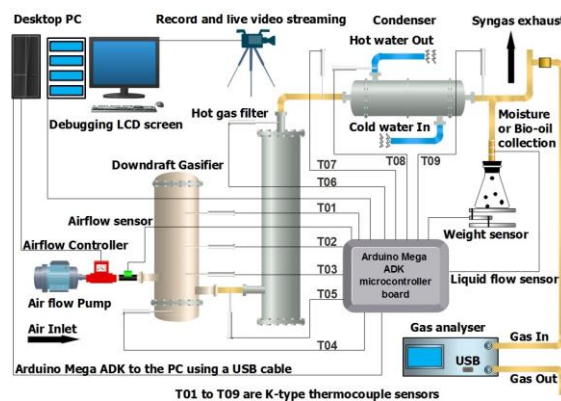 Desktop PC
Record and live video streaming
Condenser
Syngas exhaust
Hot water Out
Debugging LCD screen
Hot gas filter
Cold water In
Moisture
or Bio-oil
collection
Downdraft Gasifier
T07
T08
T09
T06
Airflow sensor
T01
Airflow Controller
T02
Weight sensor
Arduino Mega
ADK
microcontroller
board
T03
Liquid flow sensor
Air flow Pump
T05
Gas analyser
Gas In
Air Inlet
T04
USB
Arduino Mega ADK to the PC using a USB cable
Gas Out
T01 to T09 are K-type thermocouple sensors